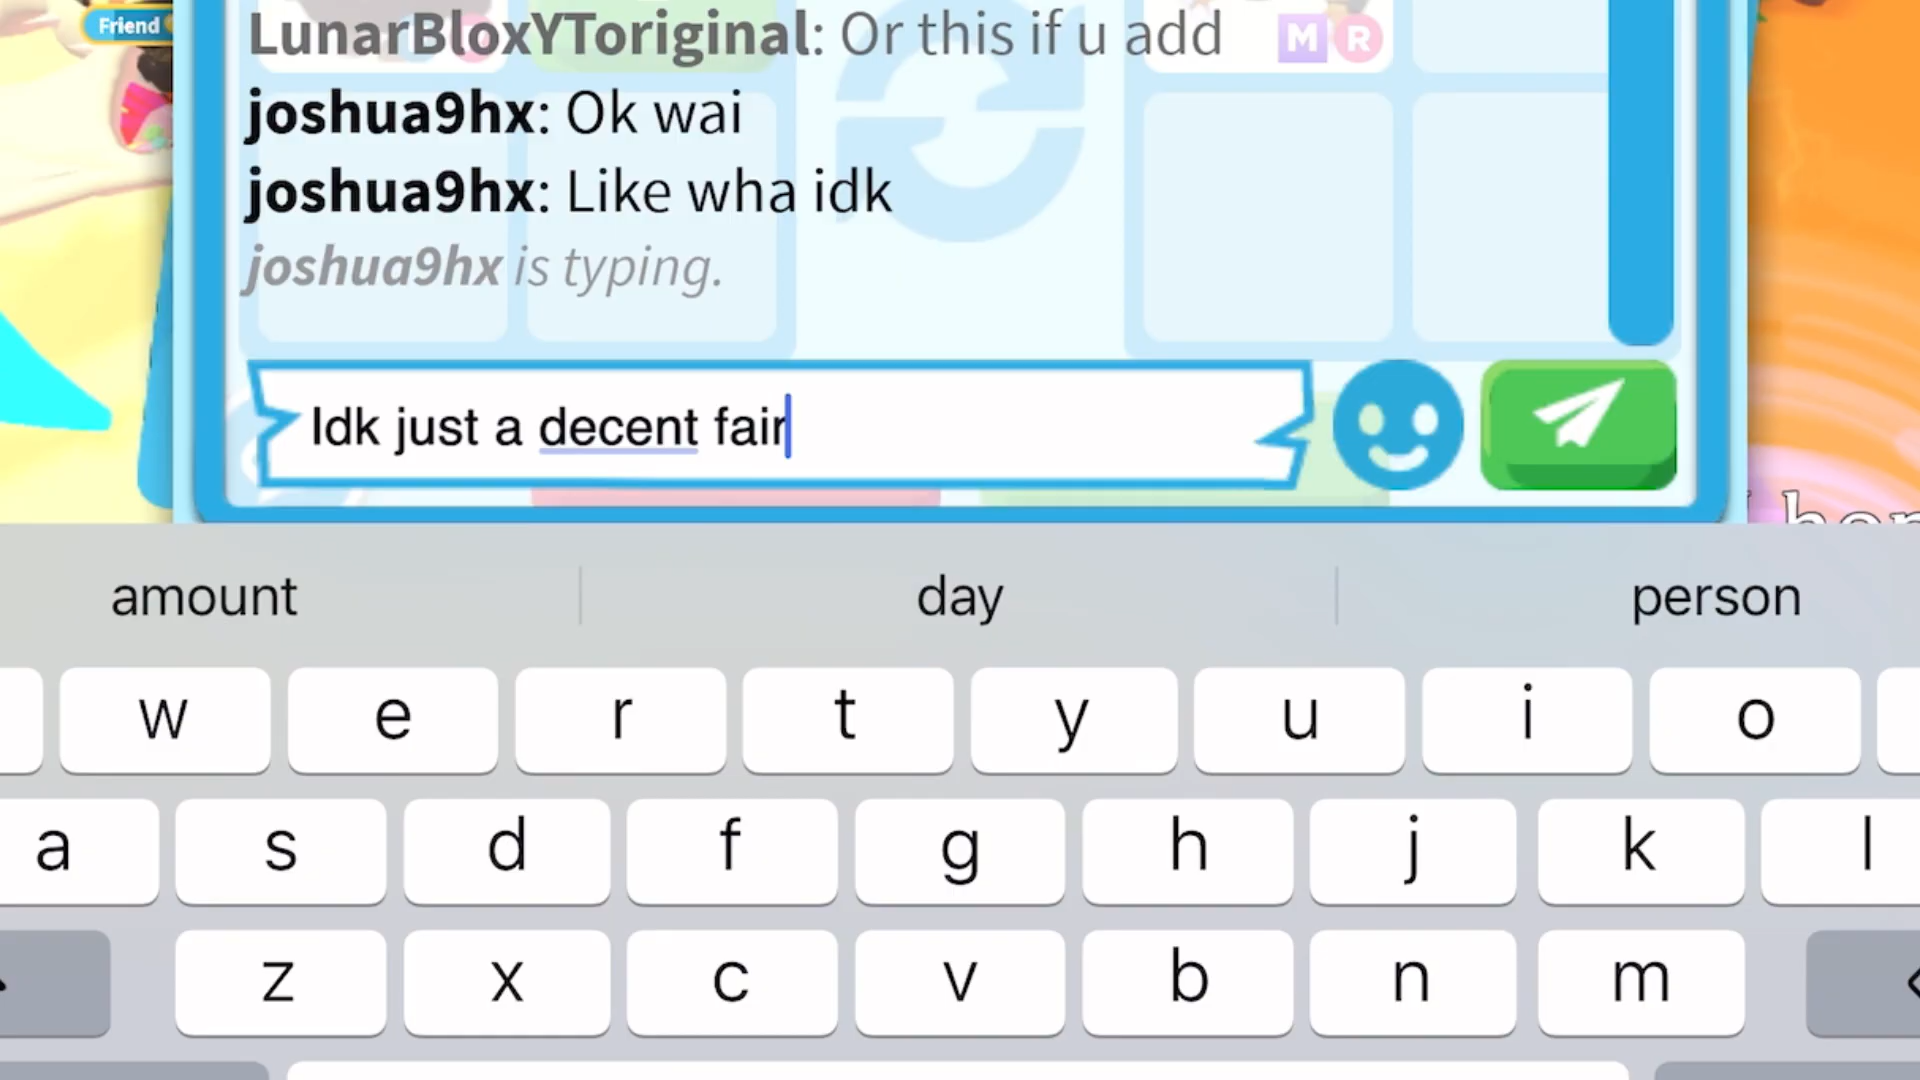 Friend
LunarBloxYToriginal: Or this if u add
M R
joshua9hx: Ok wai
joshua9hx: Like wha idk
joshua9hx is typing.
Idk just a decent fair
amount day person
w e r t y u i o
a s d f g h j k l
z x c v b n m